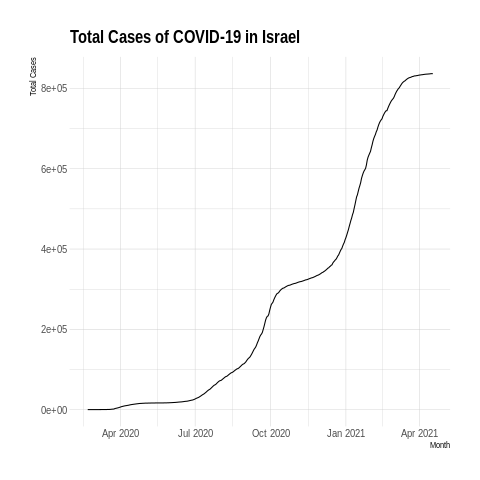 Total Cases of COVID-19 in Israel
Total Cases
8e+05
6e+05
4e+05
2e+05
0e+00
Apr 2020 Jul 2020 Oct 2020 Jan 2021 Apr 2021
Month